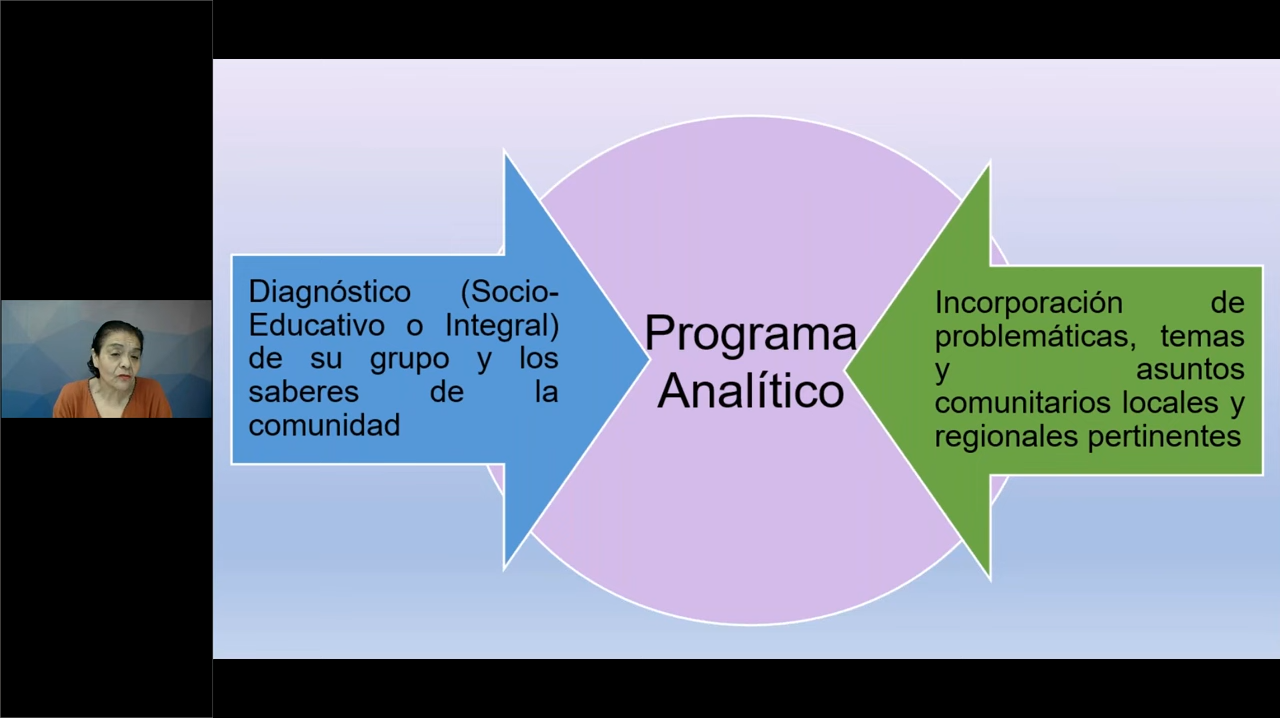 Diagnóstico (Socio-
Educativo o Integral)
de su grupo y los
saberes de la
comunidad
Programa
Analítico
Incorporación de
problemáticas, temas
y asuntos
comunitarios locales y
regionales pertinentes